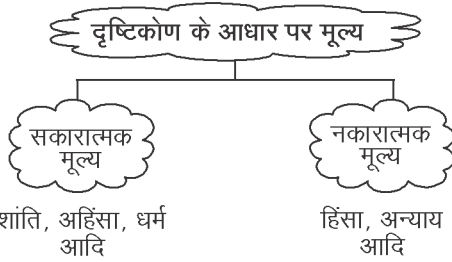 दृष्टिकोण के आधार पर मूल्य
सकारात्मक
मूल्य
नकारात्मक
मूल्य
शांति, अहिंसा, धर्म
आदि
हिंसा, अन्याय
आदि